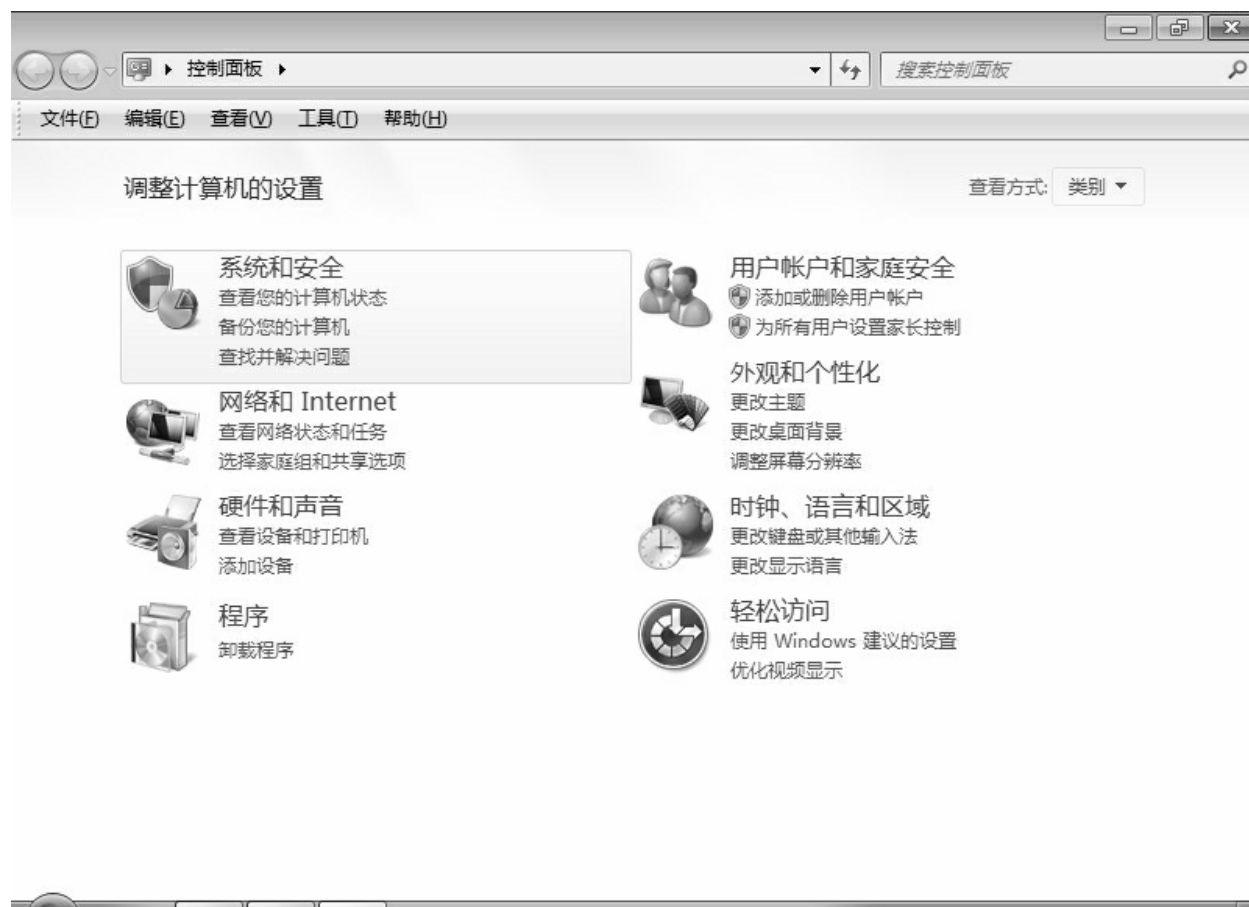 控制面板
搜索控制面板
文件(F) 编辑(E) 查看(V) 工具(T) 帮助(H)
调整计算机的设置
查看方式: 类别
系统和安全
查看您的计算机状态
备份您的计算机
查找并解决问题
网络和 Internet
查看网络状态和任务
选择家庭组和共享选项
硬件和声音
查看设备和打印机
添加设备
程序
卸载程序
用户帐户和家庭安全
添加或删除用户帐户
为所有用户设置家长控制
外观和个性化
更改主题
更改桌面背景
调整屏幕分辨率
时钟、语言和区域
更改键盘或其他输入法
更改显示语言
轻松访问
使用 Windows 建议的设置
优化视频显示